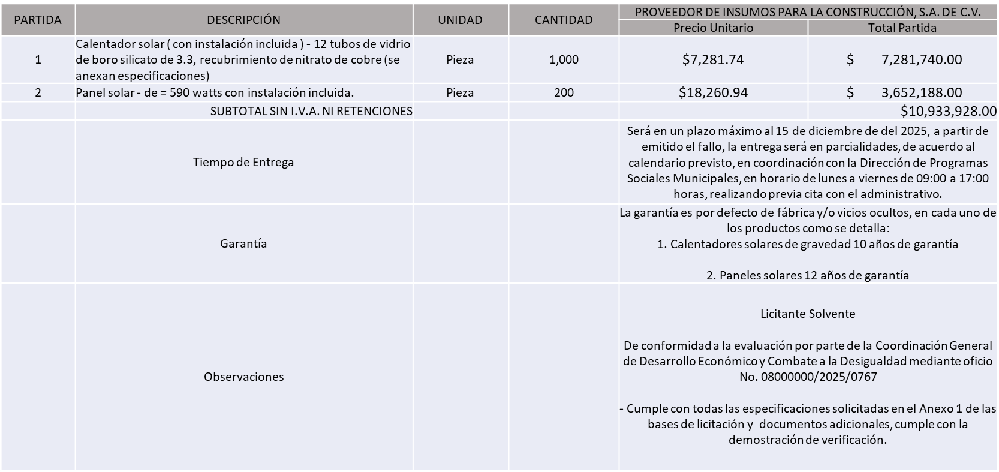 PARTIDA DESCRIPCIÓN UNIDAD CANTIDAD PROVEEDOR DE INSUMOS PARA LA CONSTRUCCIÓN, S.A. DE C.V.
Precio Unitario Total Partida
1 Calentador solar ( con instalación incluida ) - 12 tubos de vidrio
de boro silicato de 3.3, recubrimiento de nitrato de cobre (se
anexan especificaciones) Pieza 1,000 $7,281.74 $ 7,281,740.00
2 Panel solar - de = 590 watts con instalación incluida. Pieza 200 $18,260.94 $ 3,652,188.00
SUBTOTAL SIN I.V.A. NI RETENCIONES $10,933,928.00
Tiempo de Entrega
Será en un plazo máximo al 15 de diciembre de del 2025, a partir de
emitido el fallo, la entrega será en parcialidades, de acuerdo al
calendario previsto, en coordinación con la Dirección de Programas
Sociales Municipales, en horario de lunes a viernes de 09:00 a 17:00
horas, realizando previa cita con el administrativo.
Garantía
La garantía es por defecto de fábrica y/o vicios ocultos, en cada uno de
los productos como se detalla:
1. Calentadores solares de gravedad 10 años de garantía
2. Paneles solares 12 años de garantía
Observaciones
Licitante Solvente
De conformidad a la evaluación por parte de la Coordinación General
de Desarrollo Económico y Combate a la Desigualdad mediante oficio
No. 08000000/2025/0767
- Cumple con todas las especificaciones solicitadas en el Anexo 1 de las
bases de licitación y documentos adicionales, cumple con la
demostración de verificación.